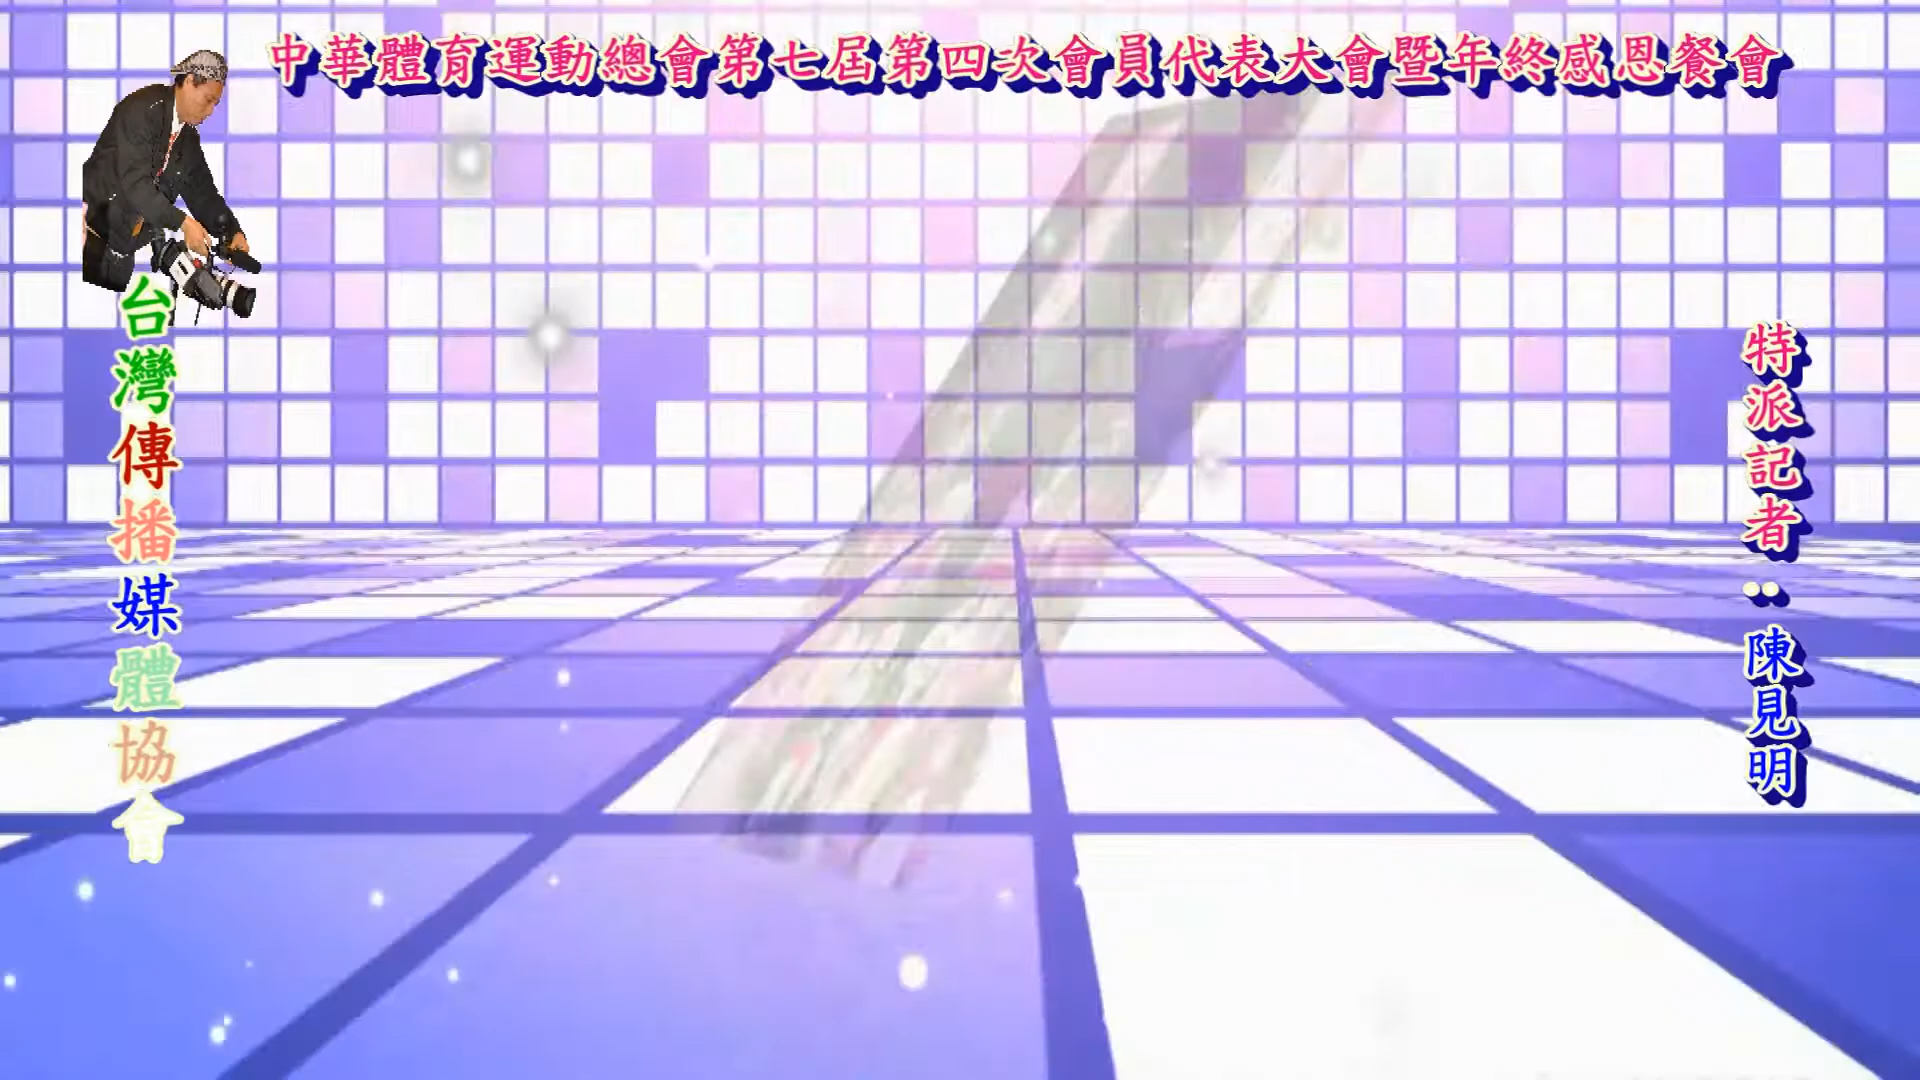 中華體育運動總會第七屆第四次會員代表大會暨年終感恩餐會
台灣傳播媒體協會
特派記者：陳見明